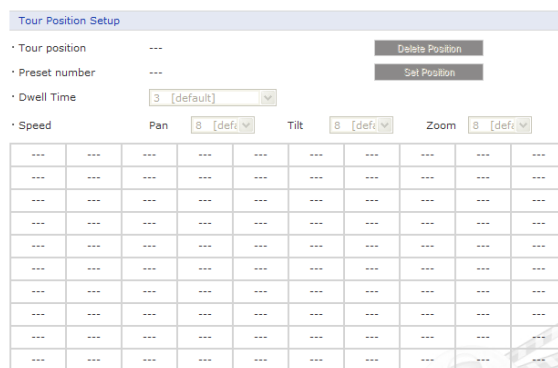 Tour Position Setup
· Tour position --- Delete Position
· Preset number --- Set Position
· Dwell Time 3 [default]
· Speed Pan 8 [defa Tilt 8 [defa Zoom 8 [defa
--- --- --- --- --- --- --- ---
--- --- --- --- --- --- --- ---
--- --- --- --- --- --- --- ---
--- --- --- --- --- --- --- ---
--- --- --- --- --- --- --- ---
--- --- --- --- --- --- --- ---
--- --- --- --- --- --- --- ---
--- --- --- --- --- --- --- ---
--- --- --- --- --- --- --- ---
--- --- --- --- --- --- --- ---